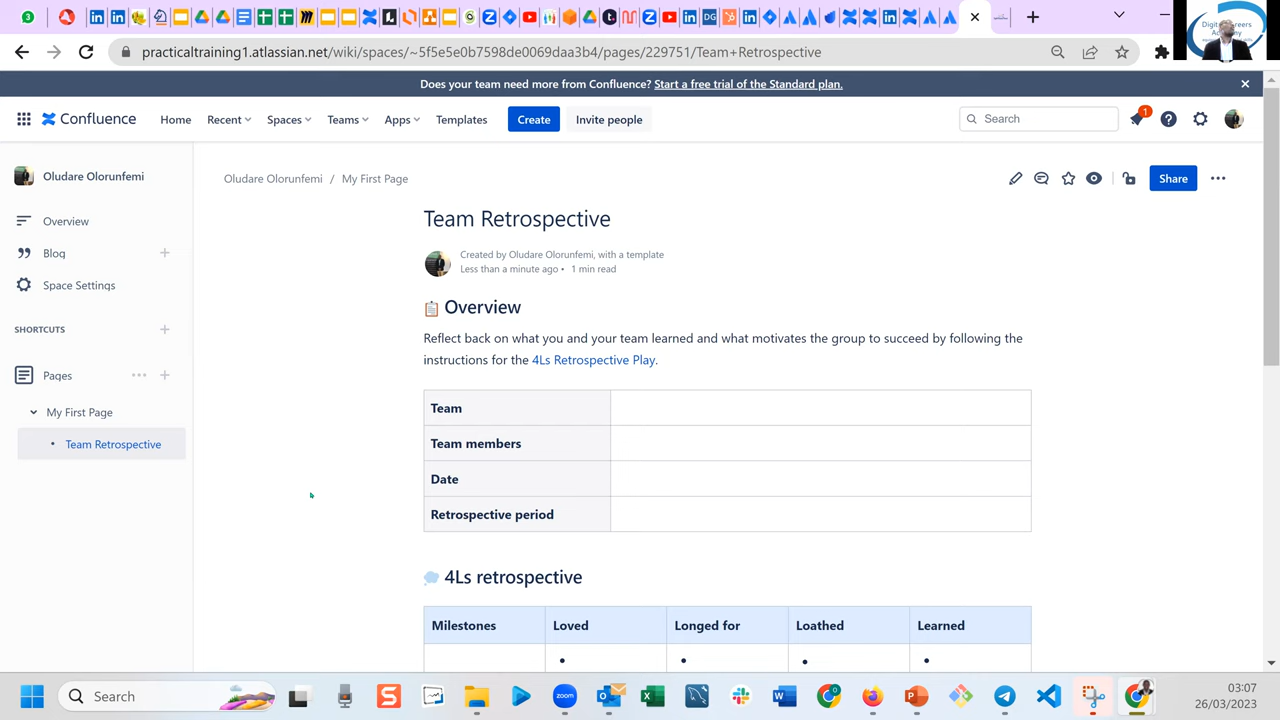 practicaltraining1.atlassian.net/wiki/spaces/~5f5e5e0b7598de0069daa3b4/pages/229751/Team+Retrospective
Does your team need more from Confluence? Start a free trial of the Standard plan.
Confluence Home Recent Spaces Teams Apps Templates Create Invite people Search 1
Oludare Olorunfemi
Overview
Blog
Space Settings
SHORTCUTS
Pages
My First Page
Team Retrospective
Oludare Olorunfemi / My First Page
Share
Team Retrospective
Created by Oludare Olorunfemi, with a template
Less than a minute ago • 1 min read
Overview
Reflect back on what you and your team learned and what motivates the group to succeed by following the
instructions for the 4Ls Retrospective Play.
Team
Team members
Date
Retrospective period
4Ls retrospective
Milestones Loved Longed for Loathed Learned
Search
03:07
26/03/2023